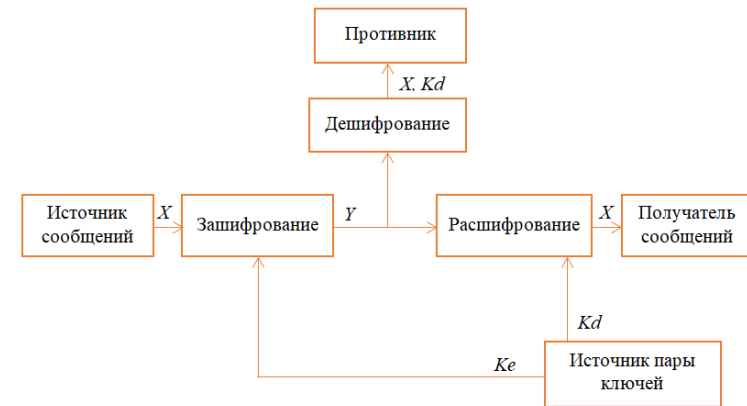 Противник
X, Kd
Дешифрование
Источник
сообщений
X
Зашифрование
Y
Расшифрование
X
Получатель
сообщений
Kd
Ke
Источник пары
ключей